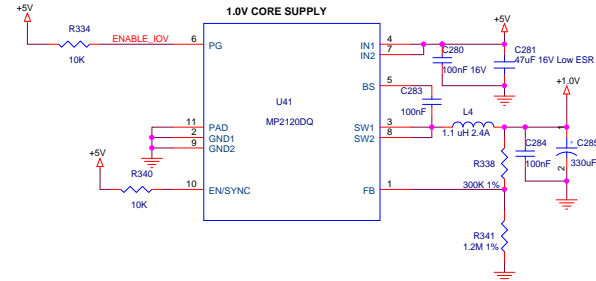 1.0V CORE SUPPLY
+5V
R334
10K
ENABLE_IOV
6
PG
IN1
4
IN2
7
+5V
C280
100nF 16V
C281
47uF 16V Low ESR
BS
5
C283
100nF
+1.0V
U41
MP2120DQ
11
PAD
2
GND1
9
GND2
SW1
3
SW2
8
L4
1.1 uH 2.4A
1
C284
100nF
+
C285
330uF
2
+5V
R340
10K
10
EN/SYNC
FB
1
R338
300K 1%
R341
1.2M 1%